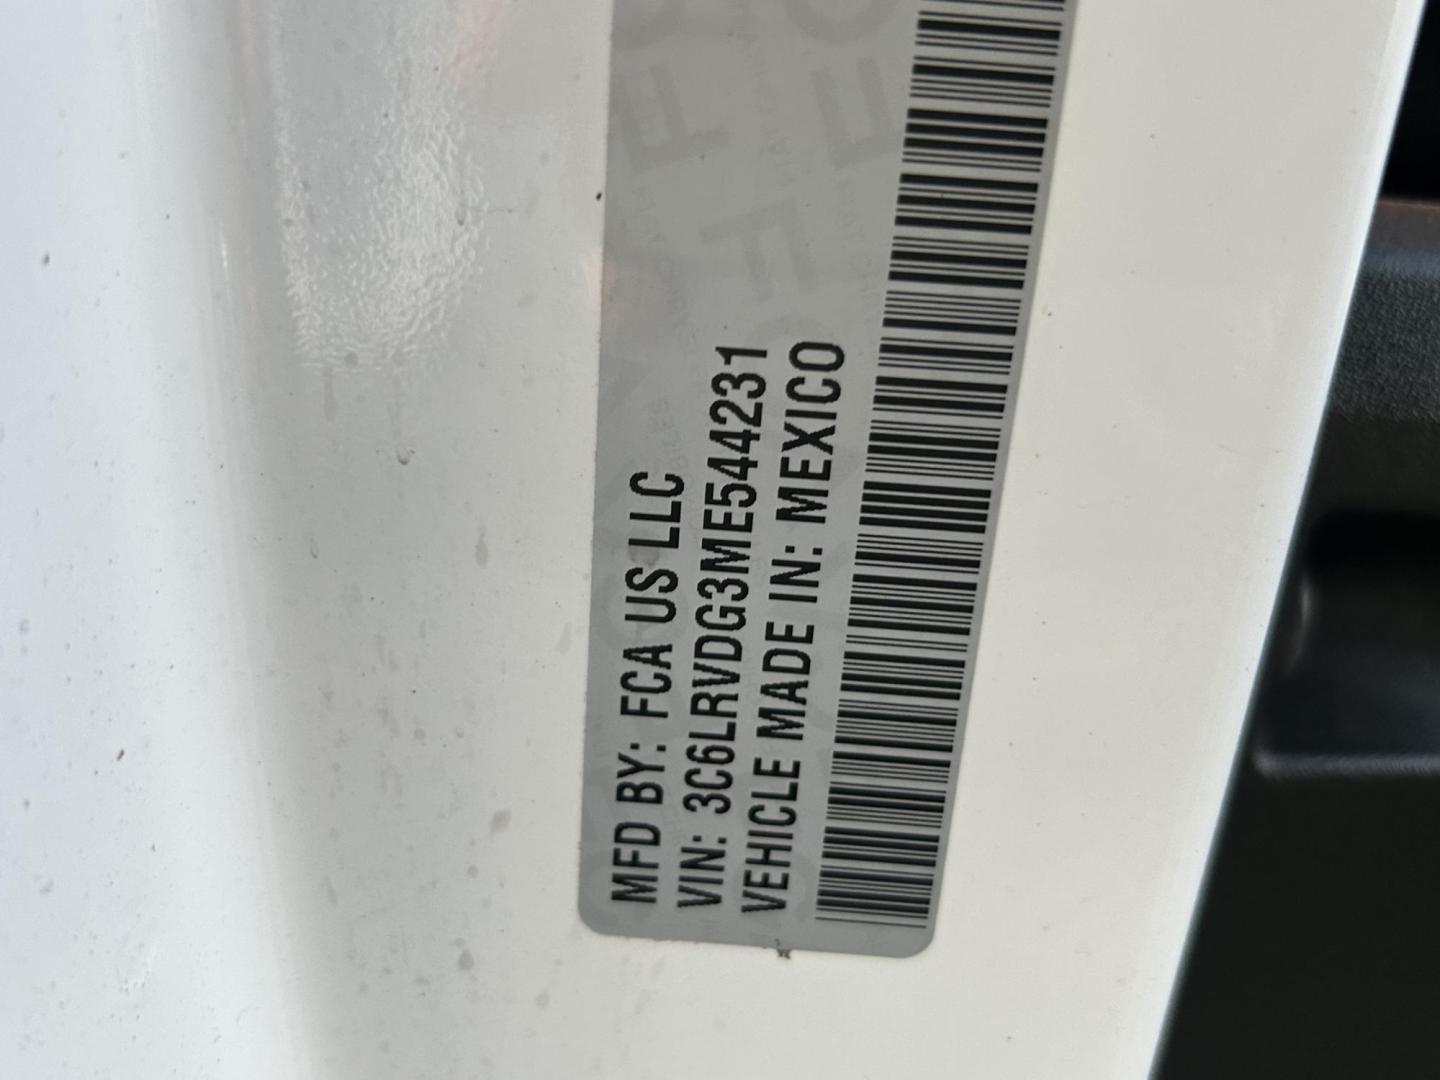 MFD BY: FCA US LLC
VIN: 3C6LRVDG3ME544231
VEHICLE MADE IN: MEXICO